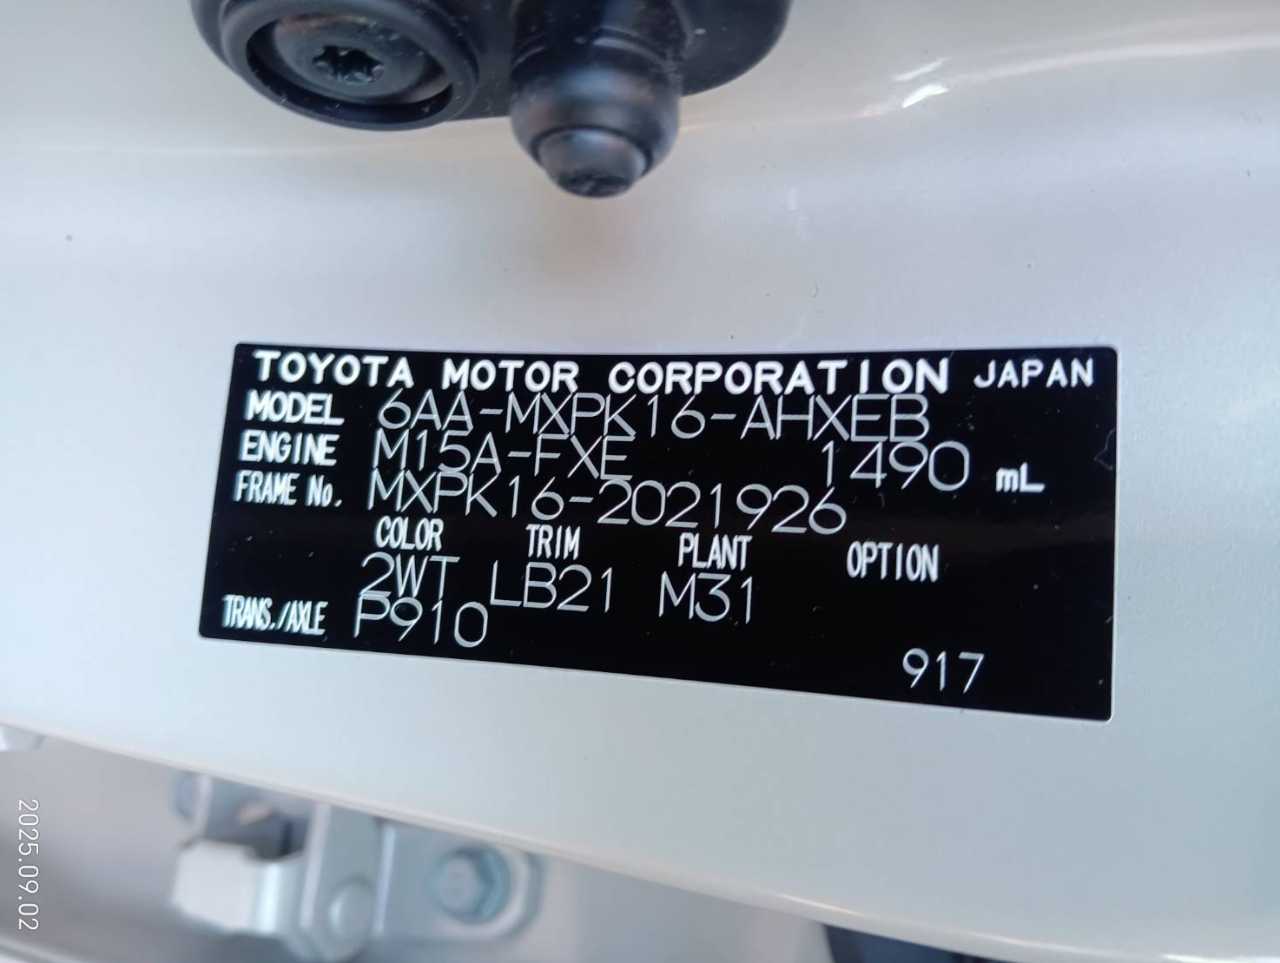 TOYOTA MOTOR CORPORATION JAPAN
MODEL 6AA-MXPK16-AHXEB
ENGINE M15A-FXE 1490 mL
FRAME No. MXPK16-2021926
COLOR TRIM PLANT OPTION
2WT LB21 M31
TRANS./AXLE P910
917
2025.09.02